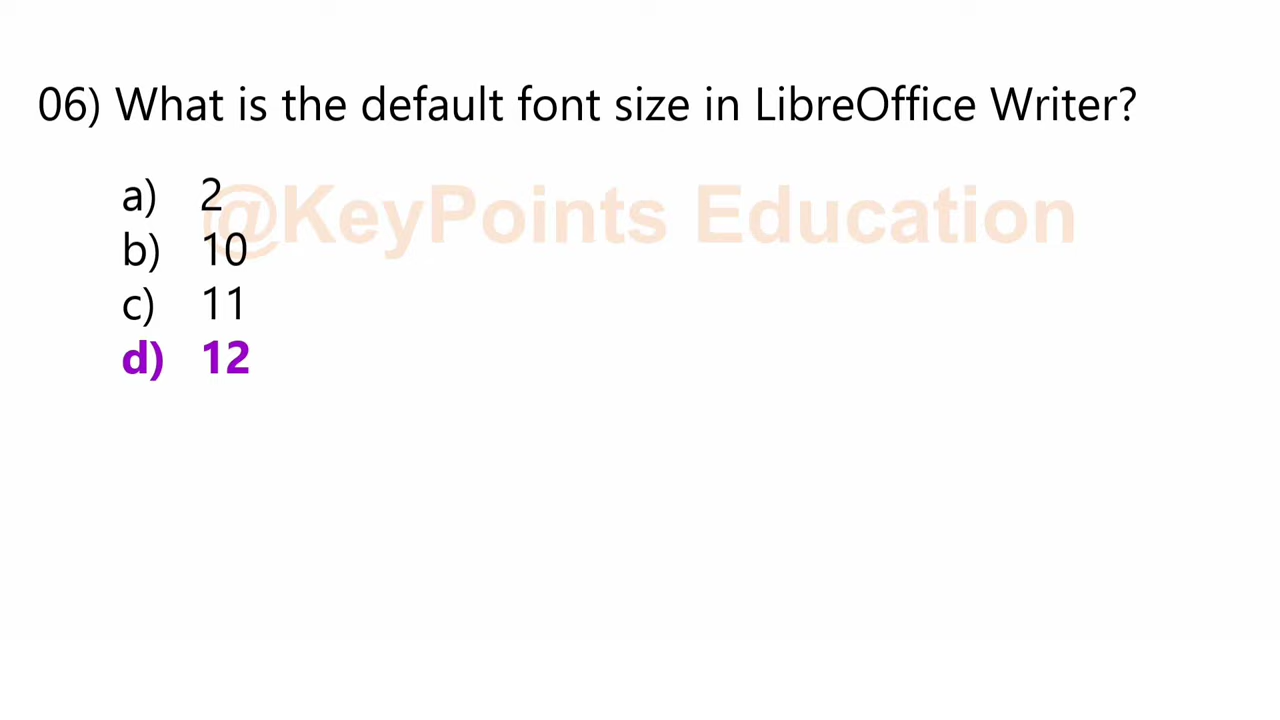 06) What is the default font size in LibreOffice Writer?
@KeyPoints Education
a) 2
b) 10
c) 11
d) 12